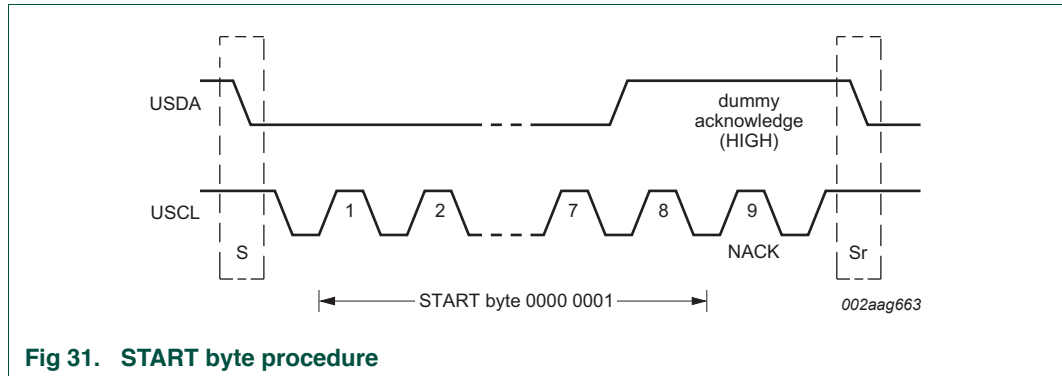 USDA
dummy
acknowledge
(HIGH)
USCL
1
2
7
8
9
S
NACK
Sr
START byte 0000 0001
002aag663
Fig 31. START byte procedure